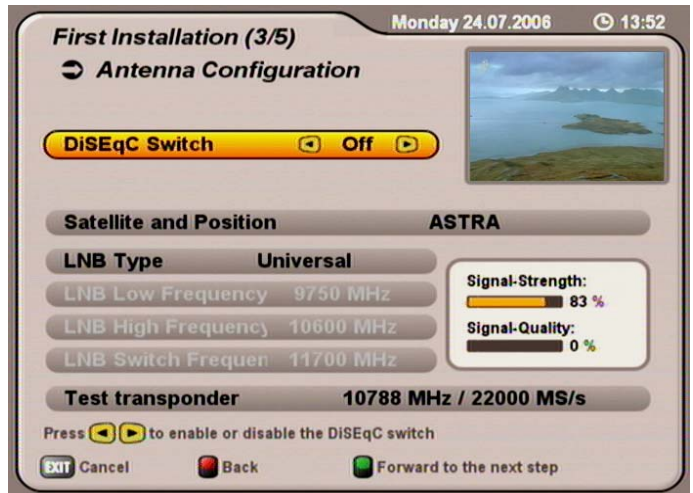 Monday 24.07.2006 13:52
First Installation (3/5)
Antenna Configuration
DiSEqC Switch Off
Satellite and Position ASTRA
LNB Type Universal
LNB Low Frequency 9750 MHz
LNB High Frequency 10600 MHz
LNB Switch Frequen 11700 MHz
Signal-Strength:
83 %
Signal-Quality:
0 %
Test transponder 10788 MHz / 22000 MS/s
Press to enable or disable the DiSEqC switch
EXIT Cancel Back Forward to the next step